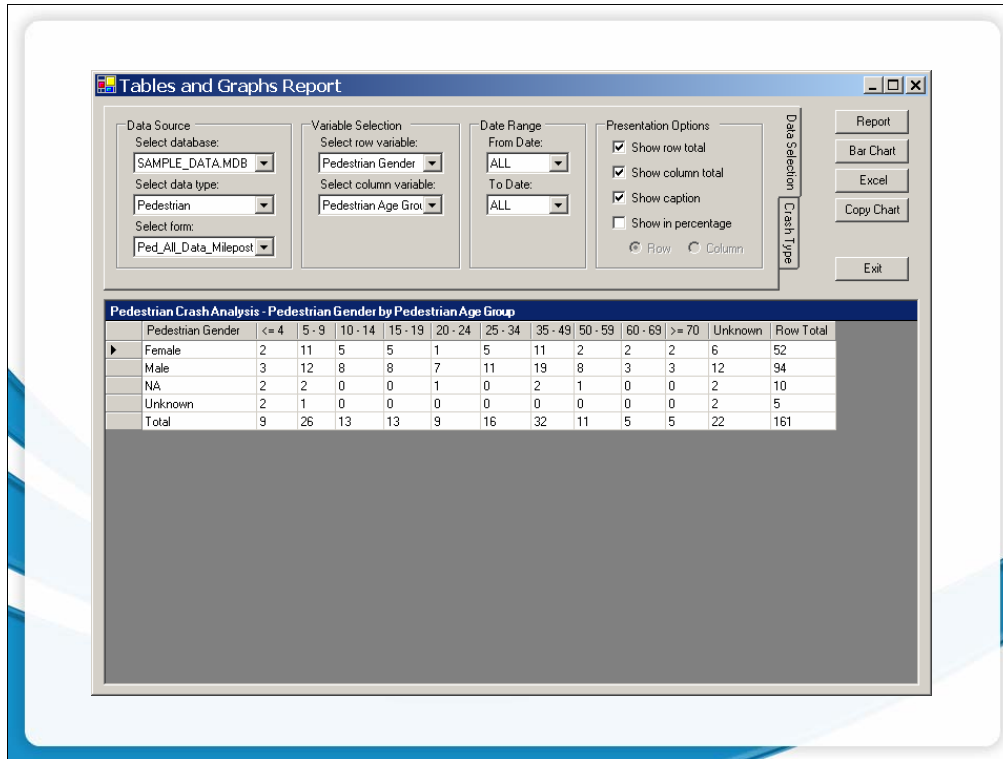 Tables and Graphs Report
Data Source
Select database:
SAMPLE_DATA.MDB
Select data type:
Pedestrian
Select form:
Ped_All_Data_Milepost
Variable Selection
Select row variable:
Pedestrian Gender
Select column variable:
Pedestrian Age Grou
Date Range
From Date:
ALL
To Date:
ALL
Presentation Options
Show row total
Show column total
Show caption
Show in percentage
Row Column
Data Selection
Crash Type
Report
Bar Chart
Excel
Copy Chart
Exit
Pedestrian Crash Analysis - Pedestrian Gender by Pedestrian Age Group
Pedestrian Gender <= 4 5 - 9 10 - 14 15 - 19 20 - 24 25 - 34 35 - 49 50 - 59 60 - 69 >= 70 Unknown Row Total
Female 2 11 5 5 1 5 11 2 2 2 6 52
Male 3 12 8 8 7 11 19 8 3 3 12 94
NA 2 2 0 0 1 0 2 1 0 0 2 10
Unknown 2 1 0 0 0 0 0 0 0 0 2 5
Total 9 26 13 13 9 16 32 11 5 5 22 161